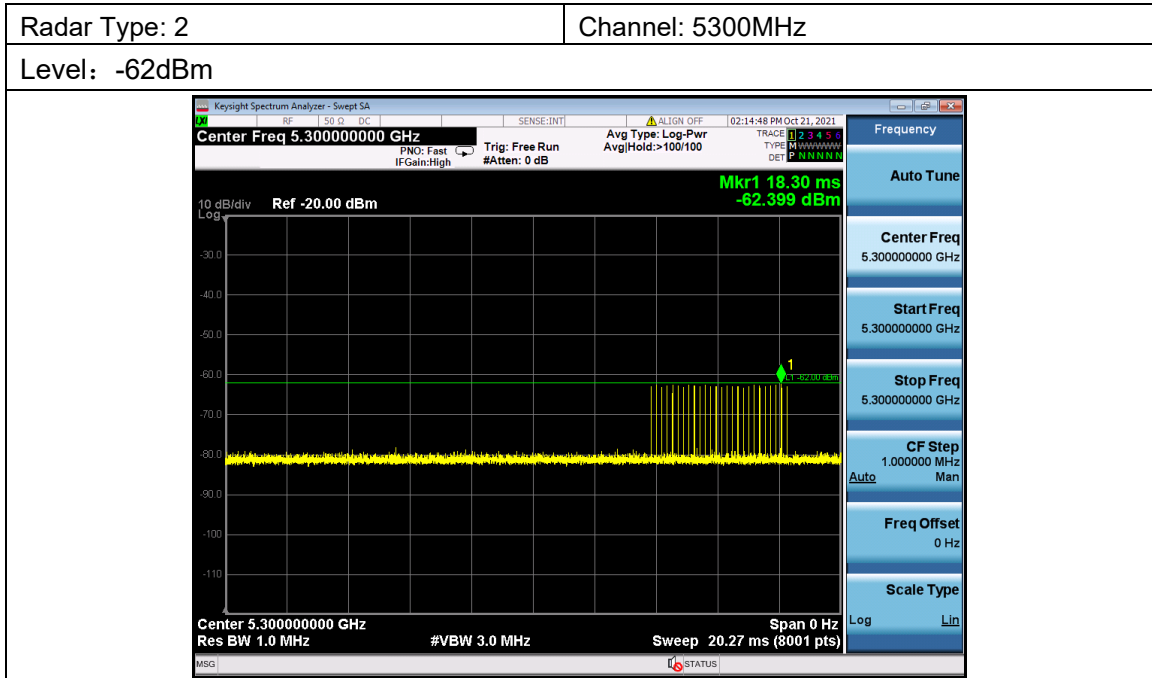 Radar Type: 2
Channel: 5300MHz
Level：-62dBm
Keysight Spectrum Analyzer - Swept SA
LXI RF 50 Ω DC SENSE:INT ALIGN OFF 02:14:48 PM Oct 21, 2021
Center Freq 5.300000000 GHz
PNO: Fast
IFGain:High
Trig: Free Run
#Atten: 0 dB
Avg Type: Log-Pwr
Avg|Hold:>100/100
TRACE 1 2 3 4 5 6
TYPE M WWWWW
DET P N N N N N
Mkr1 18.30 ms
-62.399 dBm
10 dB/div Ref -20.00 dBm
Log
-30.0
-40.0
-50.0
-60.0
-70.0
-80.0
-90.0
-100
-110
1
L1 -62.00 dBm
Center 5.300000000 GHz Span 0 Hz
Res BW 1.0 MHz #VBW 3.0 MHz Sweep 20.27 ms (8001 pts)
MSG STATUS
Frequency
Auto Tune
Center Freq
5.300000000 GHz
Start Freq
5.300000000 GHz
Stop Freq
5.300000000 GHz
CF Step
1.000000 MHz
Auto Man
Freq Offset
0 Hz
Scale Type
Log Lin